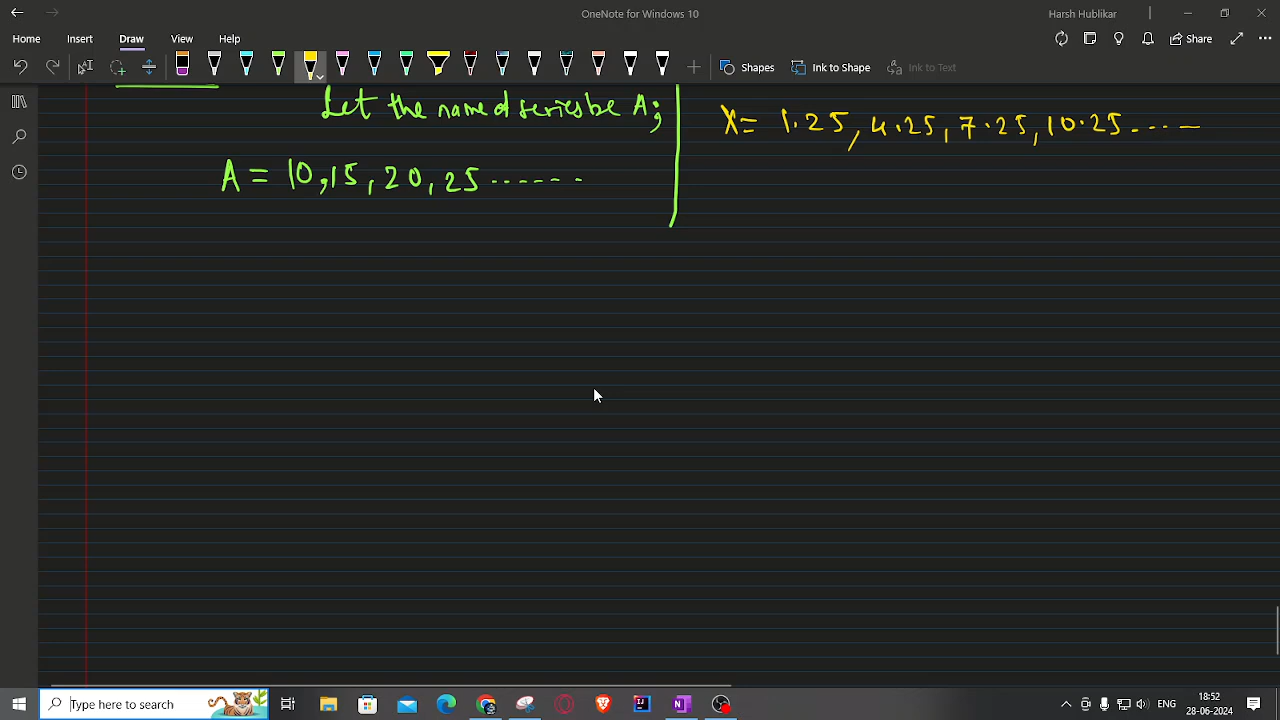 OneNote for Windows 10
Harsh Hublikar
Home Insert Draw View Help
Share
Shapes Ink to Shape Ink to Text
Let the name of series be A;
A = 10, 15, 20, 25 .......
X = 1.25, 4.25, 7.25, 10.25 .....
Type here to search
ENG
18:52
28-06-2024